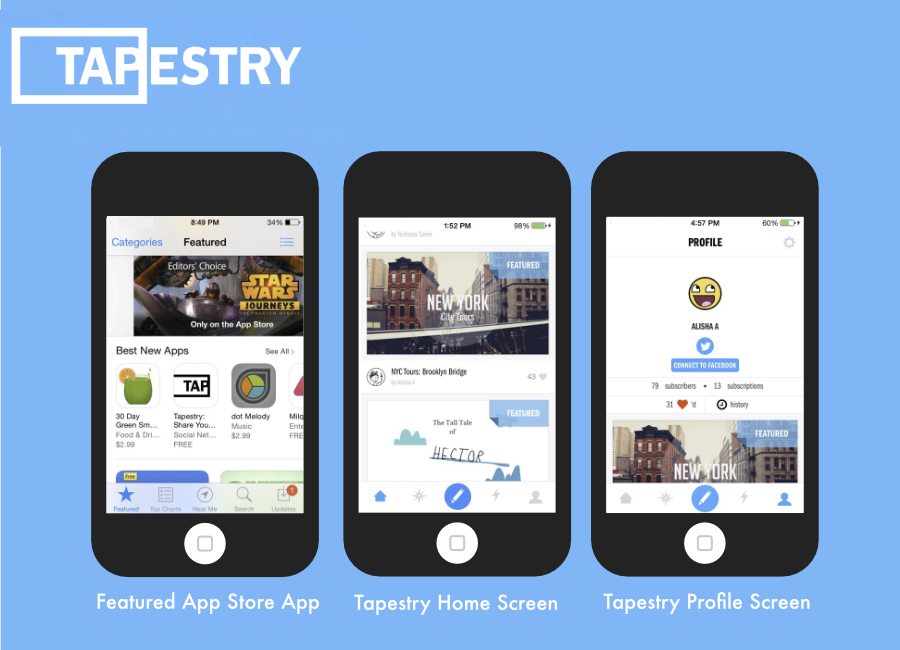 TAPESTRY
8:49 PM
34%
Categories
Featured
Editors' Choice
STAR WARS
JOURNEYS
THE PHANTOM MENACE
Only on the App Store
Best New Apps
See All >
TAP
30 Day
Green Sm...
Food & Dri...
$2.99
Tapestry:
Share You...
Social Net...
FREE
dot Melody
Music
$2.99
Milq
Ente
FREE
Free
1
Featured
Top Charts
Near Me
Search
Updates
Featured App Store App
1:52 PM
98%
by Nicholas Sailer
FEATURED
NEW YORK
City Tours
NYC Tours: Brooklyn Bridge
by Alisha A
43
FEATURED
The Tall Tale
of
HECTOR
Tapestry Home Screen
4:57 PM
60%
PROFILE
ALISHA A
CONNECT TO FACEBOOK
79 subscribers • 13 subscriptions
31 'd
history
FEATURED
NEW YORK
Tapestry Profile Screen